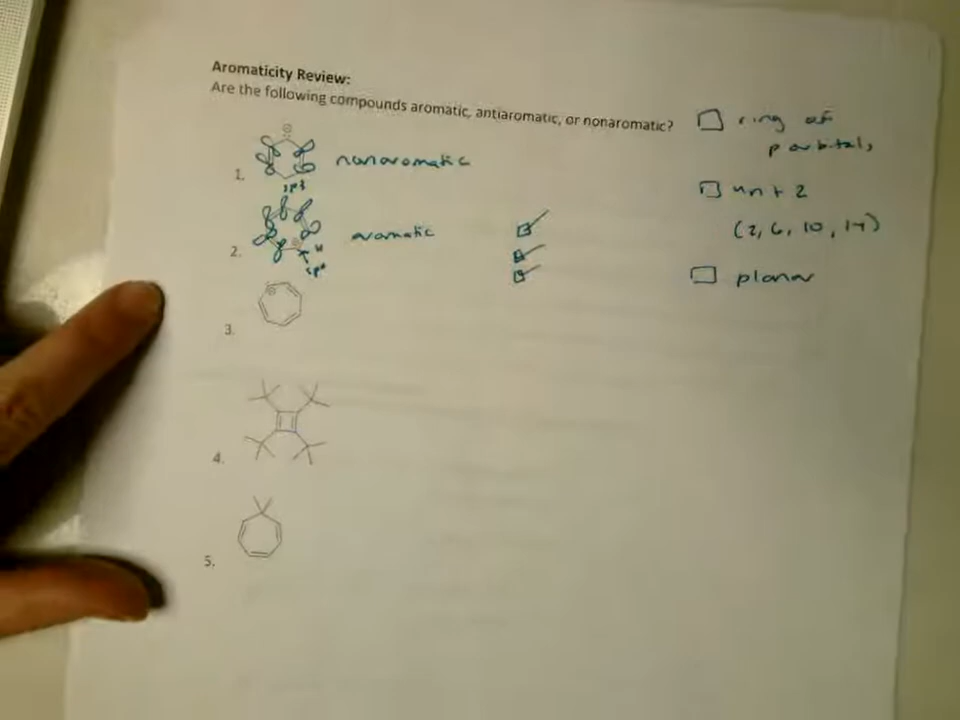 Aromaticity Review:
Are the following compounds aromatic, antiaromatic, or nonaromatic?
ring of
p orbitals
1.
nonaromatic
sp3
4n + 2
(2, 6, 10, 14)
2.
aromatic
H
planar
3.
4.
5.